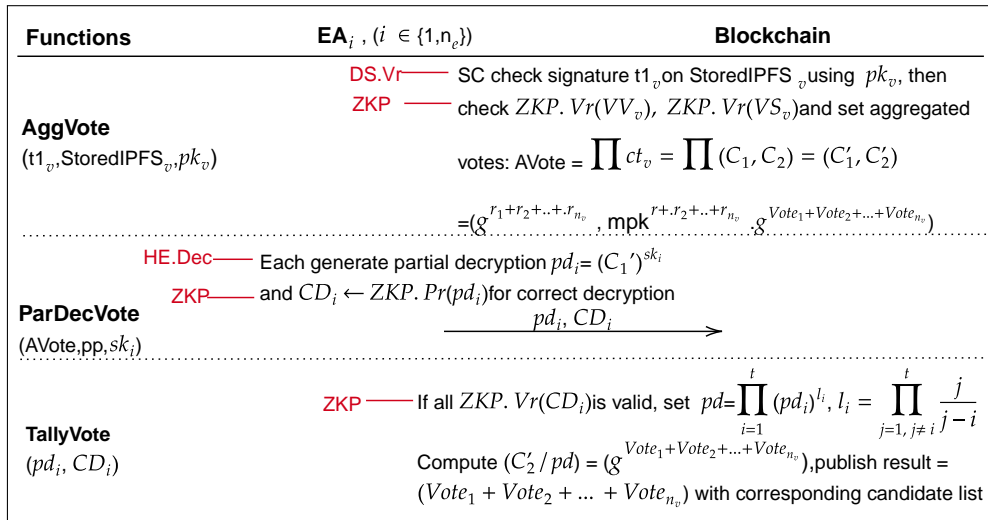 Functions EA_i , (i ∈ {1,n_e}) Blockchain
DS.Vr SC check signature t1_v on StoredIPFS_v using pk_v, then
ZKP check ZKP. Vr(VV_v), ZKP. Vr(VS_v)and set aggregated
AggVote
(t1_v,StoredIPFS_v,pk_v)
votes: AVote = ∏ ct_v = ∏ (C_1, C_2) = (C_1′, C_2′)
=(g^{r_1+r_2+..+.r_{n_v}} , mpk^{r+.r_2+..+r_{n_v}} .g^{Vote_1+Vote_2+...+Vote_{n_v}})
HE.Dec Each generate partial decryption pd_i= (C_1′)^{sk_i}
ZKP and CD_i ← ZKP. Pr(pd_i)for correct decryption
ParDecVote
(AVote,pp,sk_i)
pd_i, CD_i
ZKP If all ZKP. Vr(CD_i)is valid, set pd=∏_{i=1}^{t} (pd_i)^{l_i}, l_i = ∏_{j=1, j≠i}^{t} j/(j − i)
TallyVote
(pd_i, CD_i)
Compute (C_2′/pd) = (g^{Vote_1+Vote_2+...+Vote_{n_v}}),publish result =
(Vote_1 + Vote_2 + ... + Vote_{n_v}) with corresponding candidate list